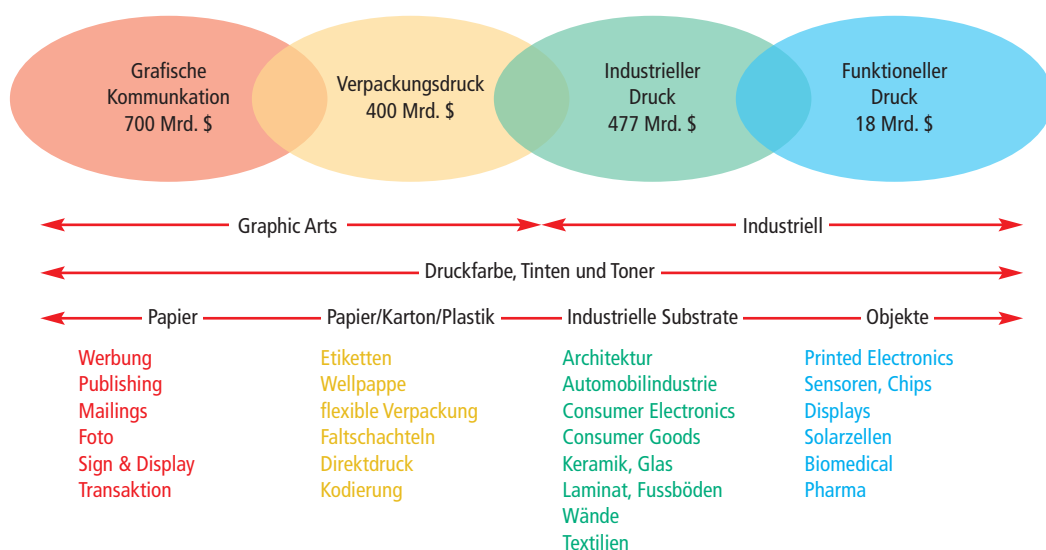 Grafische
Kommunkation
700 Mrd. $
Verpackungsdruck
400 Mrd. $
Industrieller
Druck
477 Mrd. $
Funktioneller
Druck
18 Mrd. $
Graphic Arts
Industriell
Druckfarbe, Tinten und Toner
Papier
Papier/Karton/Plastik
Industrielle Substrate
Objekte
Werbung
Publishing
Mailings
Foto
Sign & Display
Transaktion
Etiketten
Wellpappe
flexible Verpackung
Faltschachteln
Direktdruck
Kodierung
Architektur
Automobilindustrie
Consumer Electronics
Consumer Goods
Keramik, Glas
Laminat, Fussböden
Wände
Textilien
Printed Electronics
Sensoren, Chips
Displays
Solarzellen
Biomedical
Pharma